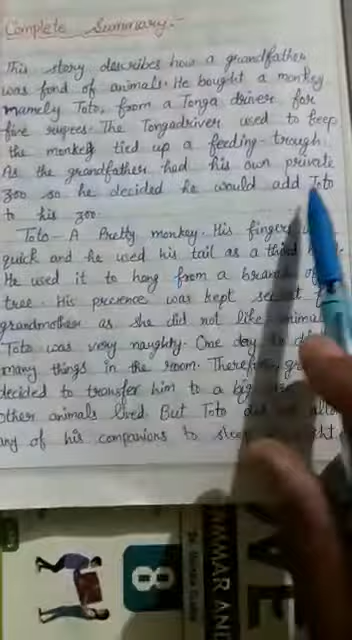 Complete Summary:-
This story describes how a grandfather
was fond of animals. He bought a monkey
namely Toto, from a Tonga driver for
five rupees. The Tongadriver used to keep
the monkey tied up a feeding-trough.
As the grandfather had his own private
zoo so he decided he would add Toto
to his zoo.
Toto - A Pretty monkey. His fingers
quick and he used his tail as a third
He used it to hang from a branch of
tree. His precence was kept
grandmother as she did not like
Toto was very naughty. One day
many things in the room.
decided to transfer him to a
other animals lived. But Toto
any of his companions to
8